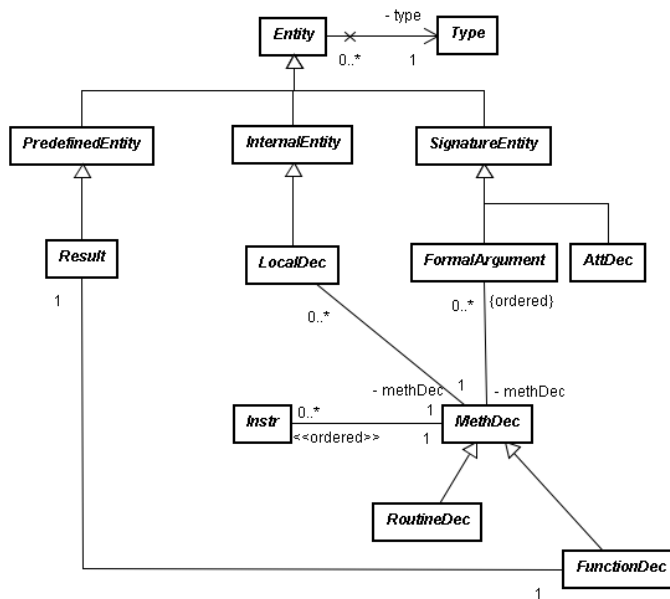 - type
Entity
Type
0..*
1
PredefinedEntity
InternalEntity
SignatureEntity
Result
LocalDec
FormalArgument
AttDec
1
0..*
0..*
{ordered}
- methDec
1
- methDec
Instr
0..*
1
MethDec
<<ordered>>
1
RoutineDec
FunctionDec
1